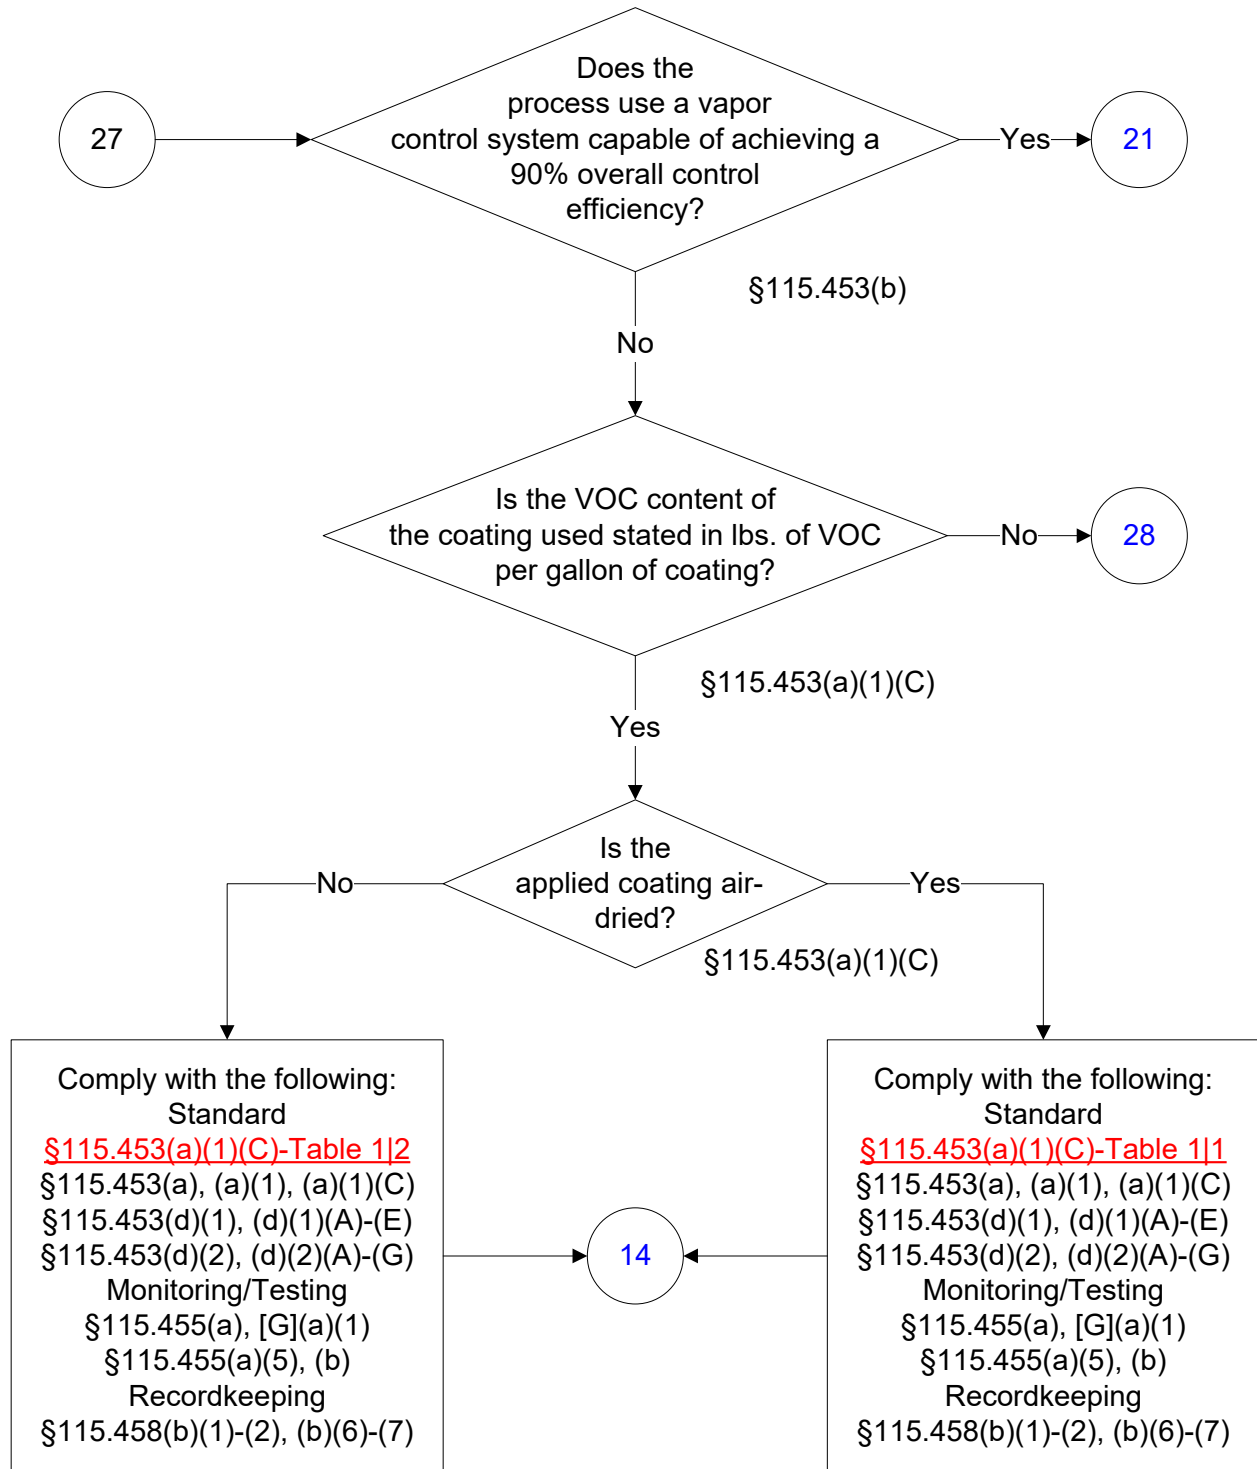 Does the
process use a vapor
control system capable of achieving a
90% overall control
efficiency?
27
Yes
21
§115.453(b)
No
Is the VOC content of
the coating used stated in lbs. of VOC
per gallon of coating?
No
28
§115.453(a)(1)(C)
Yes
Is the
applied coating air-
dried?
No
Yes
§115.453(a)(1)(C)
Comply with the following:
Standard
§115.453(a)(1)(C)-Table 1|2
§115.453(a), (a)(1), (a)(1)(C)
§115.453(d)(1), (d)(1)(A)-(E)
§115.453(d)(2), (d)(2)(A)-(G)
Monitoring/Testing
§115.455(a), [G](a)(1)
§115.455(a)(5), (b)
Recordkeeping
§115.458(b)(1)-(2), (b)(6)-(7)
14
Comply with the following:
Standard
§115.453(a)(1)(C)-Table 1|1
§115.453(a), (a)(1), (a)(1)(C)
§115.453(d)(1), (d)(1)(A)-(E)
§115.453(d)(2), (d)(2)(A)-(G)
Monitoring/Testing
§115.455(a), [G](a)(1)
§115.455(a)(5), (b)
Recordkeeping
§115.458(b)(1)-(2), (b)(6)-(7)